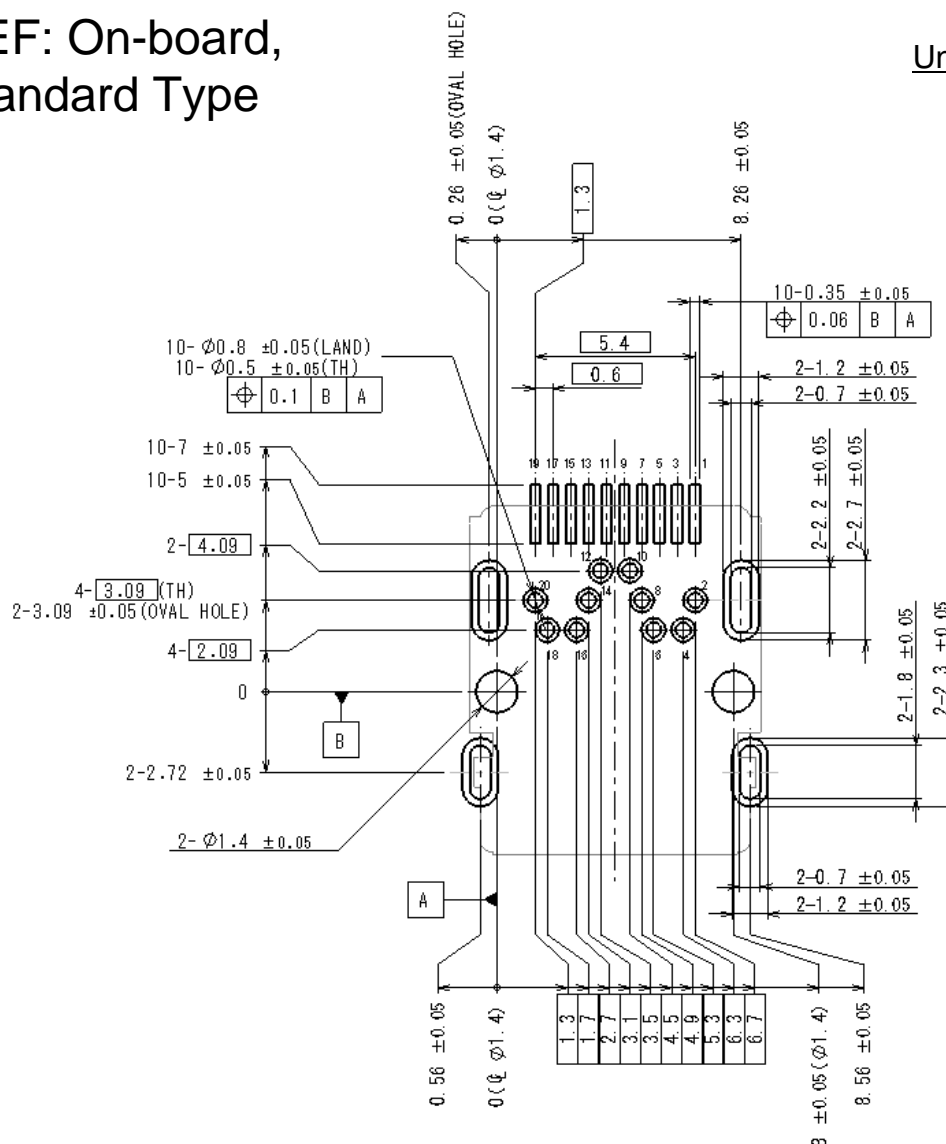 EF: On-board,
andard Type
Un
0.26 ±0.05(OVAL HOLE)
0(℄ Ø1.4)
1.3
8.26 ±0.05
10-0.35 ±0.05
⌖ 0.06 B A
10- Ø0.8 ±0.05(LAND)
10- Ø0.5 ±0.05(TH)
⌖ 0.1 B A
5.4
0.6
2-1.2 ±0.05
2-0.7 ±0.05
10-7 ±0.05
10-5 ±0.05
2-2.2 ±0.05
2-2.7 ±0.05
19 17 15 13 11 9 7 5 3 1
2- 4.09
12 10
4- 3.09 (TH)
2-3.09 ±0.05(OVAL HOLE)
20 14 8 2
4- 2.09
18 16 6 4
0
B
2-1.8 ±0.05
2-2.3 ±0.05
2-2.72 ±0.05
2- Ø1.4 ±0.05
A
2-0.7 ±0.05
2-1.2 ±0.05
0.56 ±0.05
0(℄ Ø1.4)
1.3
1.7
2.7
3.1
3.5
4.5
4.9
5.3
6.3
6.7
±0.05(Ø1.4)
8.56 ±0.05